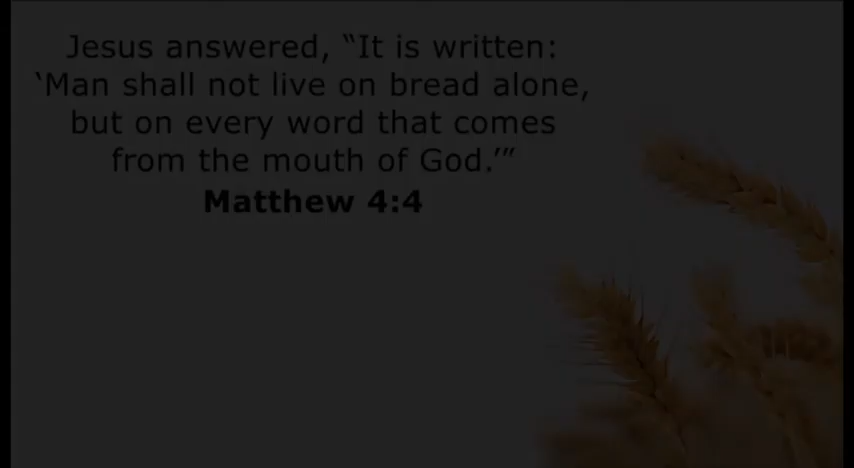 Jesus answered, “It is written:
‘Man shall not live on bread alone,
but on every word that comes
from the mouth of God.’”
Matthew 4:4